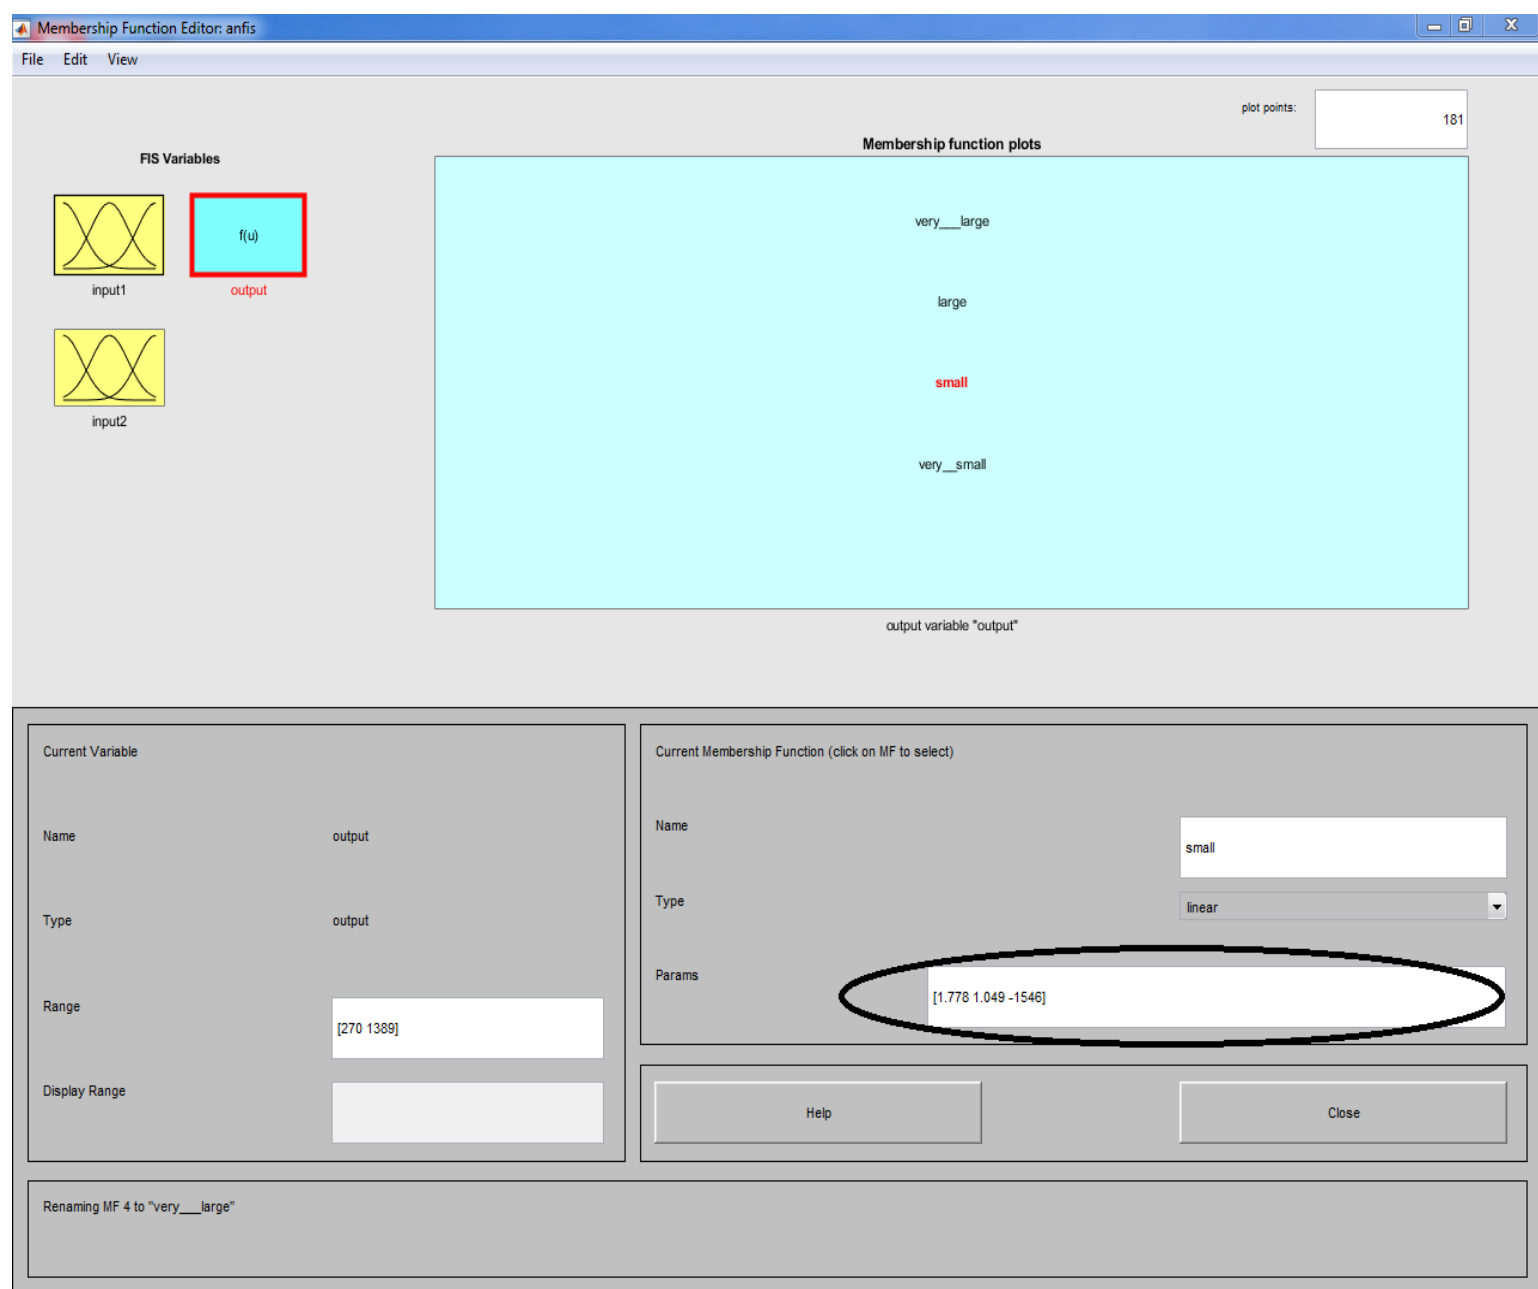 Membership Function Editor: anfis
File Edit View
plot points:
181
FIS Variables
Membership function plots
f(u)
input1
output
input2
very___large
large
small
very__small
output variable "output"
Current Variable
Name output
Type output
Range
[270 1389]
Display Range
Current Membership Function (click on MF to select)
Name
small
Type
linear
Params
[1.778 1.049 -1546]
Help
Close
Renaming MF 4 to "very___large"